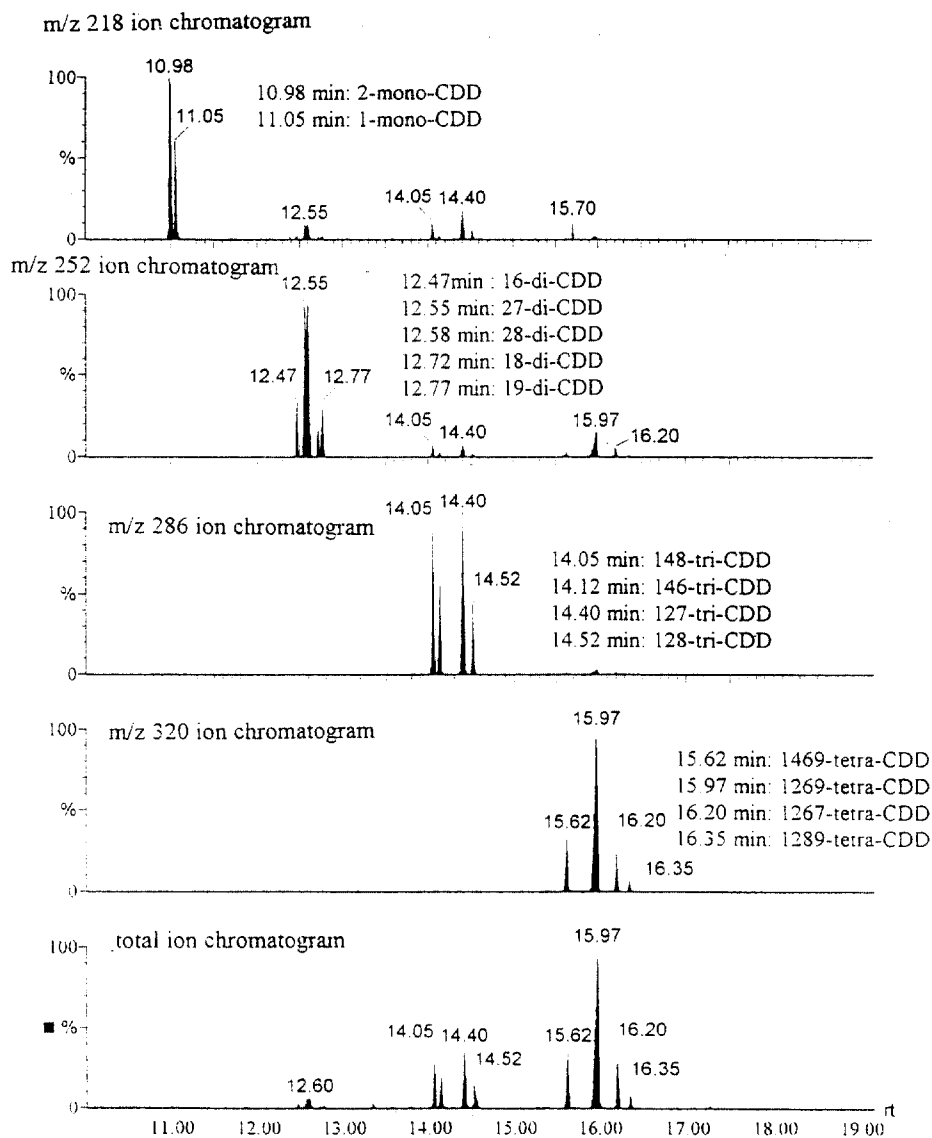 m/z 218 ion chromatogram
10.98
100
10.98 min: 2-mono-CDD
11.05
11.05 min: 1-mono-CDD
%
14.05 14.40
12.55
15.70
0
m/z 252 ion chromatogram
12.55
12.47min : 16-di-CDD
100
12.55 min: 27-di-CDD
12.58 min: 28-di-CDD
12.72 min: 18-di-CDD
%
12.47
12.77
12.77 min: 19-di-CDD
14.05
14.40
15.97
16.20
0
14.05
14.40
100
m/z 286 ion chromatogram
14.05 min: 148-tri-CDD
14.52
14.12 min: 146-tri-CDD
%
14.40 min: 127-tri-CDD
14.52 min: 128-tri-CDD
0
15.97
100
m/z 320 ion chromatogram
15.62 min: 1469-tetra-CDD
15.97 min: 1269-tetra-CDD
%
15.62
16.20
16.20 min: 1267-tetra-CDD
16.35 min: 1289-tetra-CDD
16.35
0
15.97
100
total ion chromatogram
%
14.05 14.40
15.62
16.20
14.52
16.35
12.60
0
rt
11.00 12.00 13.00 14.00 15.00 16.00 17.00 18.00 19.00